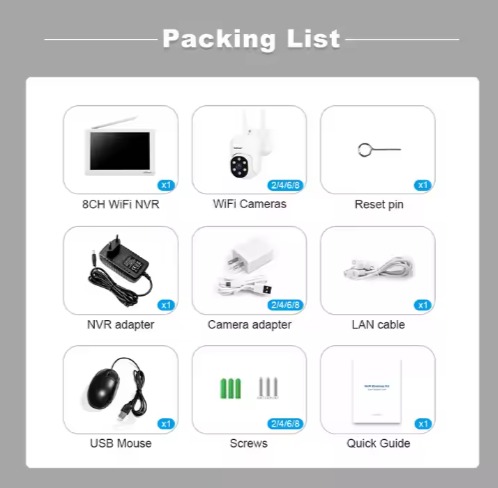 Packing List
x1
2/4/6/8
x1
8CH WiFi NVR
WiFi Cameras
Reset pin
x1
2/4/6/8
x1
NVR adapter
Camera adapter
LAN cable
x1
2/4/6/8
x1
USB Mouse
Screws
Quick Guide